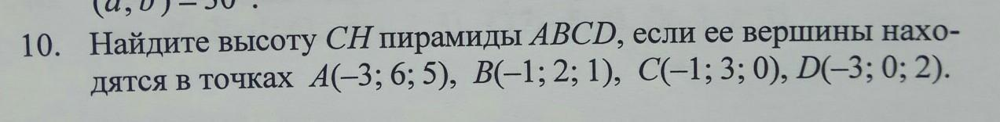 (a, b) = 30°.
10. Найдите высоту CH пирамиды ABCD, если ее вершины нахо-
дятся в точках A(–3; 6; 5), B(–1; 2; 1), C(–1; 3; 0), D(–3; 0; 2).